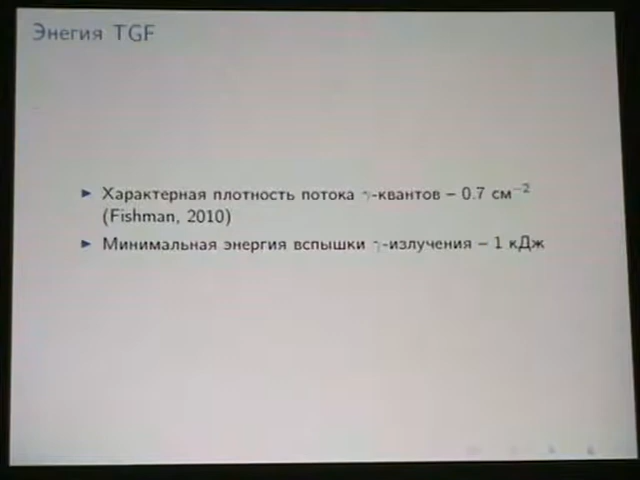 Энегия TGF
► Характерная плотность потока γ-квантов – 0.7 см⁻²
(Fishman, 2010)
► Минимальная энергия вспышки γ-излучения – 1 кДж